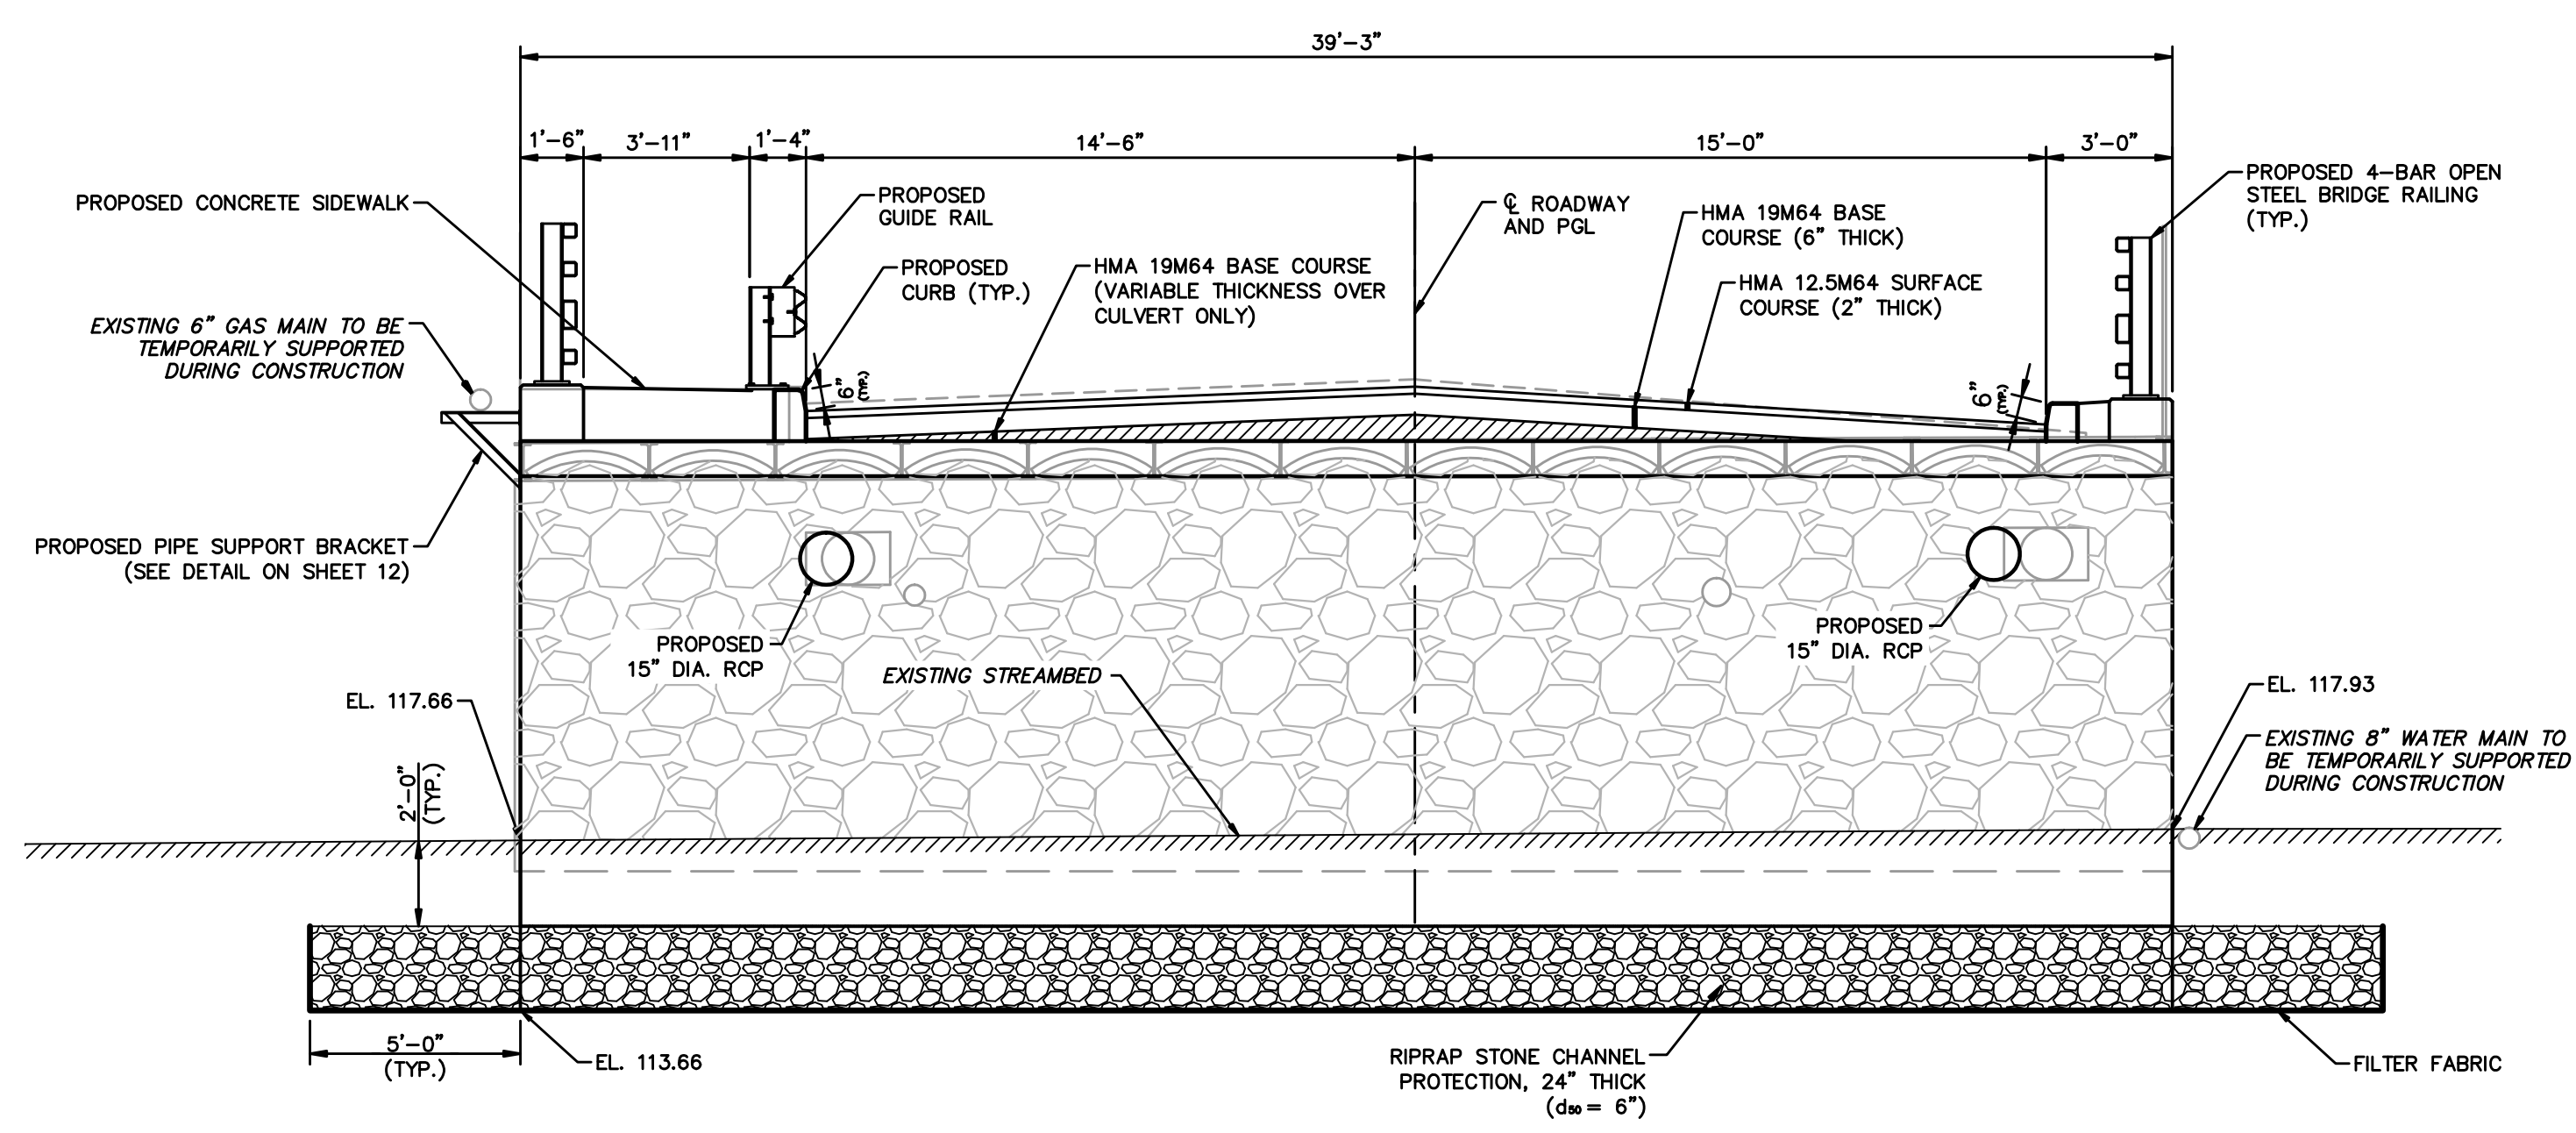 39'-3"
1'-6"
3'-11"
1'-4"
14'-6"
15'-0"
3'-0"
PROPOSED CONCRETE SIDEWALK
PROPOSED
GUIDE RAIL
℄ ROADWAY
AND PGL
HMA 19M64 BASE
COURSE (6" THICK)
PROPOSED 4-BAR OPEN
STEEL BRIDGE RAILING
(TYP.)
PROPOSED
CURB (TYP.)
HMA 19M64 BASE COURSE
(VARIABLE THICKNESS OVER
CULVERT ONLY)
HMA 12.5M64 SURFACE
COURSE (2" THICK)
EXISTING 6" GAS MAIN TO BE
TEMPORARILY SUPPORTED
DURING CONSTRUCTION
6"
(TYP.)
6"
(TYP.)
PROPOSED PIPE SUPPORT BRACKET
(SEE DETAIL ON SHEET 12)
PROPOSED
15" DIA. RCP
PROPOSED
15" DIA. RCP
EXISTING STREAMBED
EL. 117.66
EL. 117.93
EXISTING 8" WATER MAIN TO
BE TEMPORARILY SUPPORTED
DURING CONSTRUCTION
2'-0"
(TYP.)
5'-0"
(TYP.)
EL. 113.66
RIPRAP STONE CHANNEL
PROTECTION, 24" THICK
(d50 = 6")
FILTER FABRIC